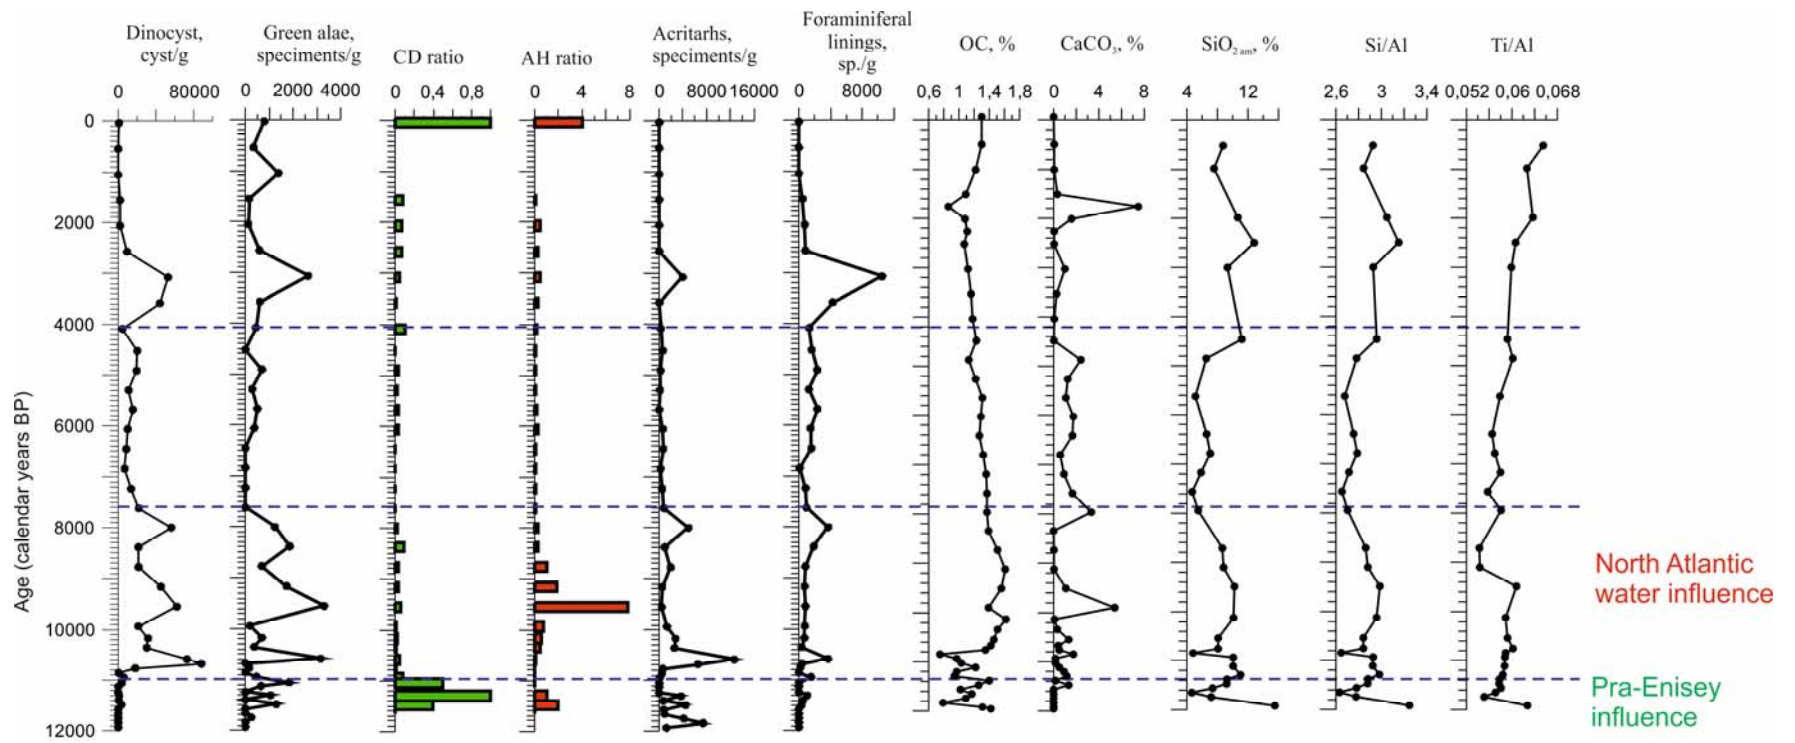 Dinocyst,
cyst/g
Green alae,
speciments/g
CD ratio
AH ratio
Acritarhs,
speciments/g
Foraminiferal
linings,
sp./g
OC, %
CaCO3, %
SiO2 am, %
Si/Al
Ti/Al
0 80000
0 2000 4000
0 0,4 0,8
0 4 8
0 8000 16000
0 8000
0,6 1 1,4 1,8
0 4 8
4 12
2,6 3 3,4
0,052 0,06 0,068
0
2000
4000
6000
8000
10000
12000
Age (calendar years BP)
North Atlantic
water influence
Pra-Enisey
influence